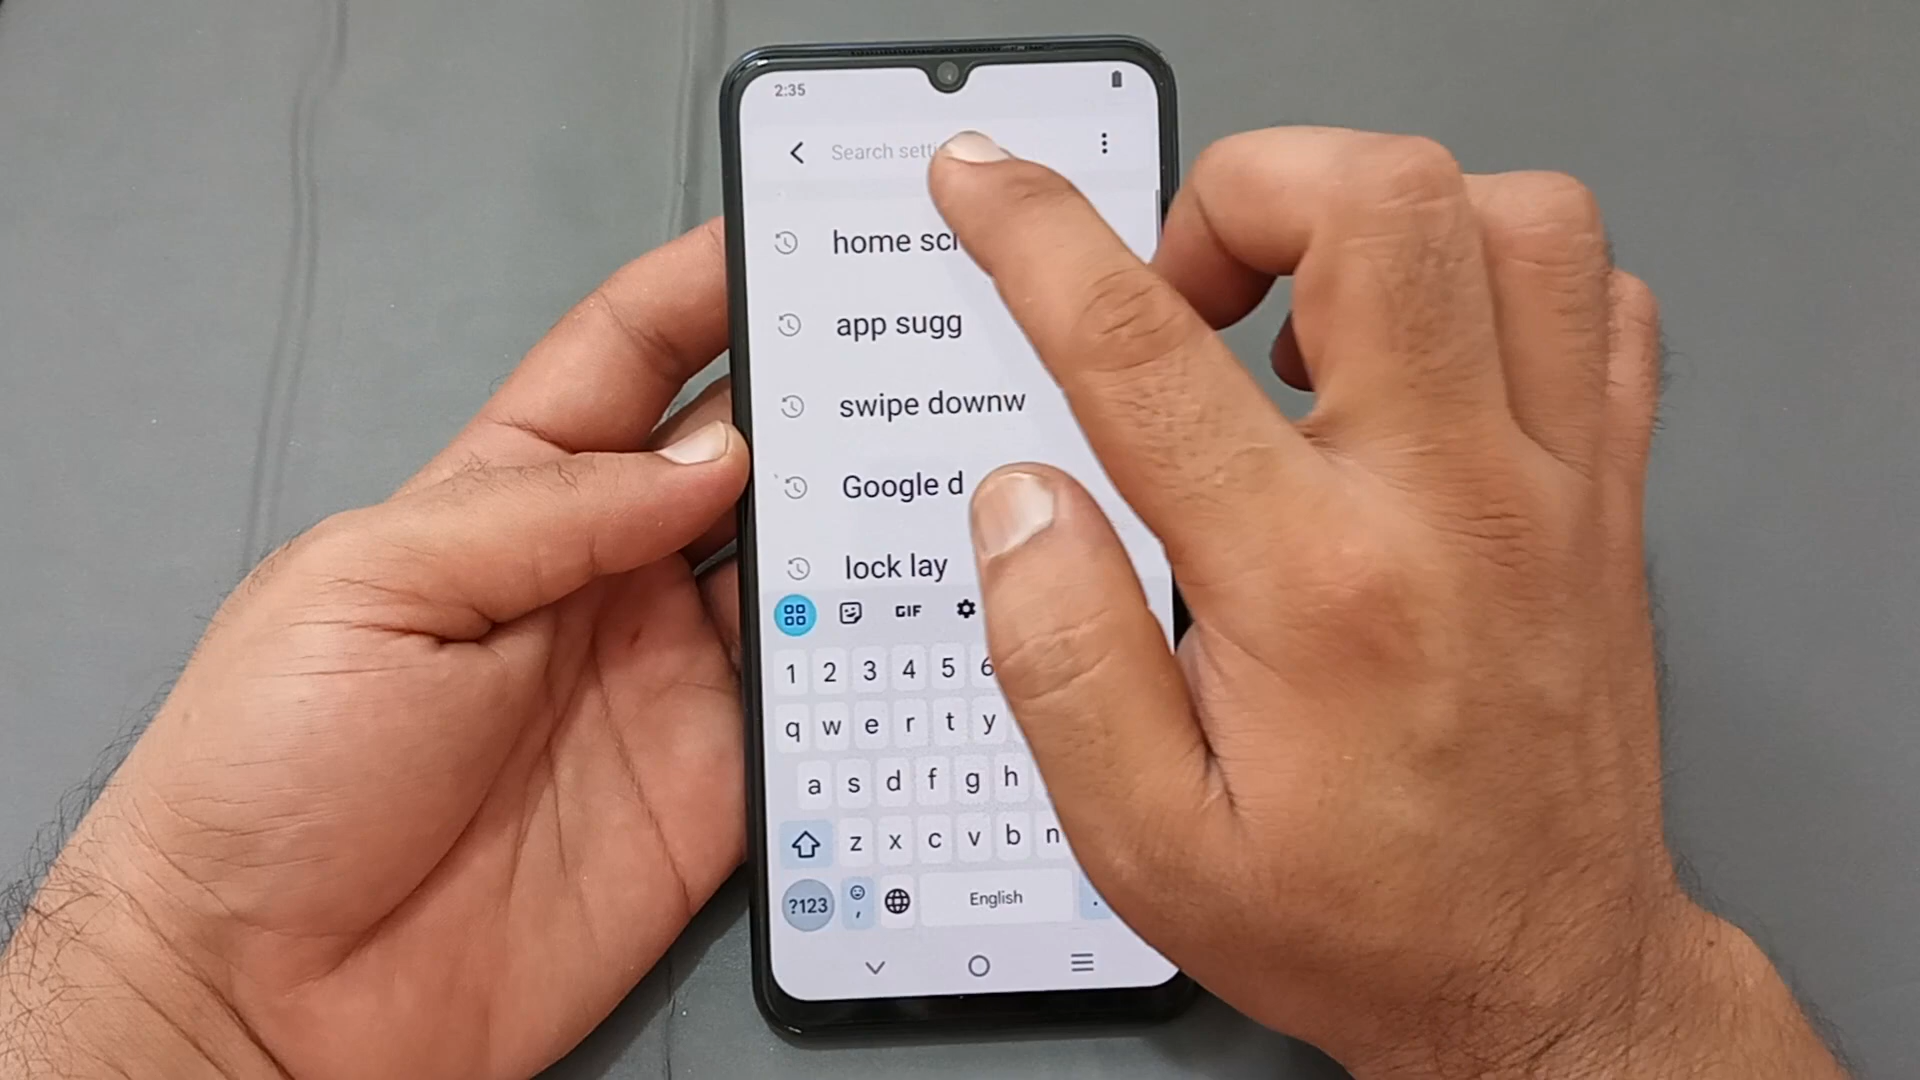 2:35
Search setti
home scr
app sugg
swipe downw
Google d
lock lay
GIF
1 2 3 4 5 6
q w e r t y
a s d f g h
z x c v b n
?123 , English .